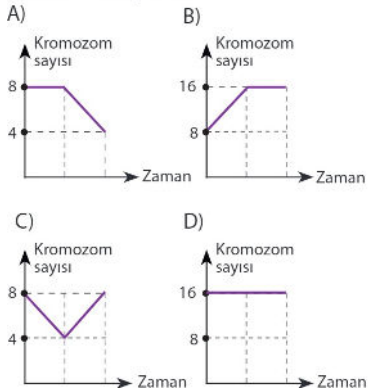 A)
Kromozom
sayısı
8
4
Zaman
B)
Kromozom
sayısı
16
8
Zaman
C)
Kromozom
sayısı
8
4
Zaman
D)
Kromozom
sayısı
16
8
Zaman